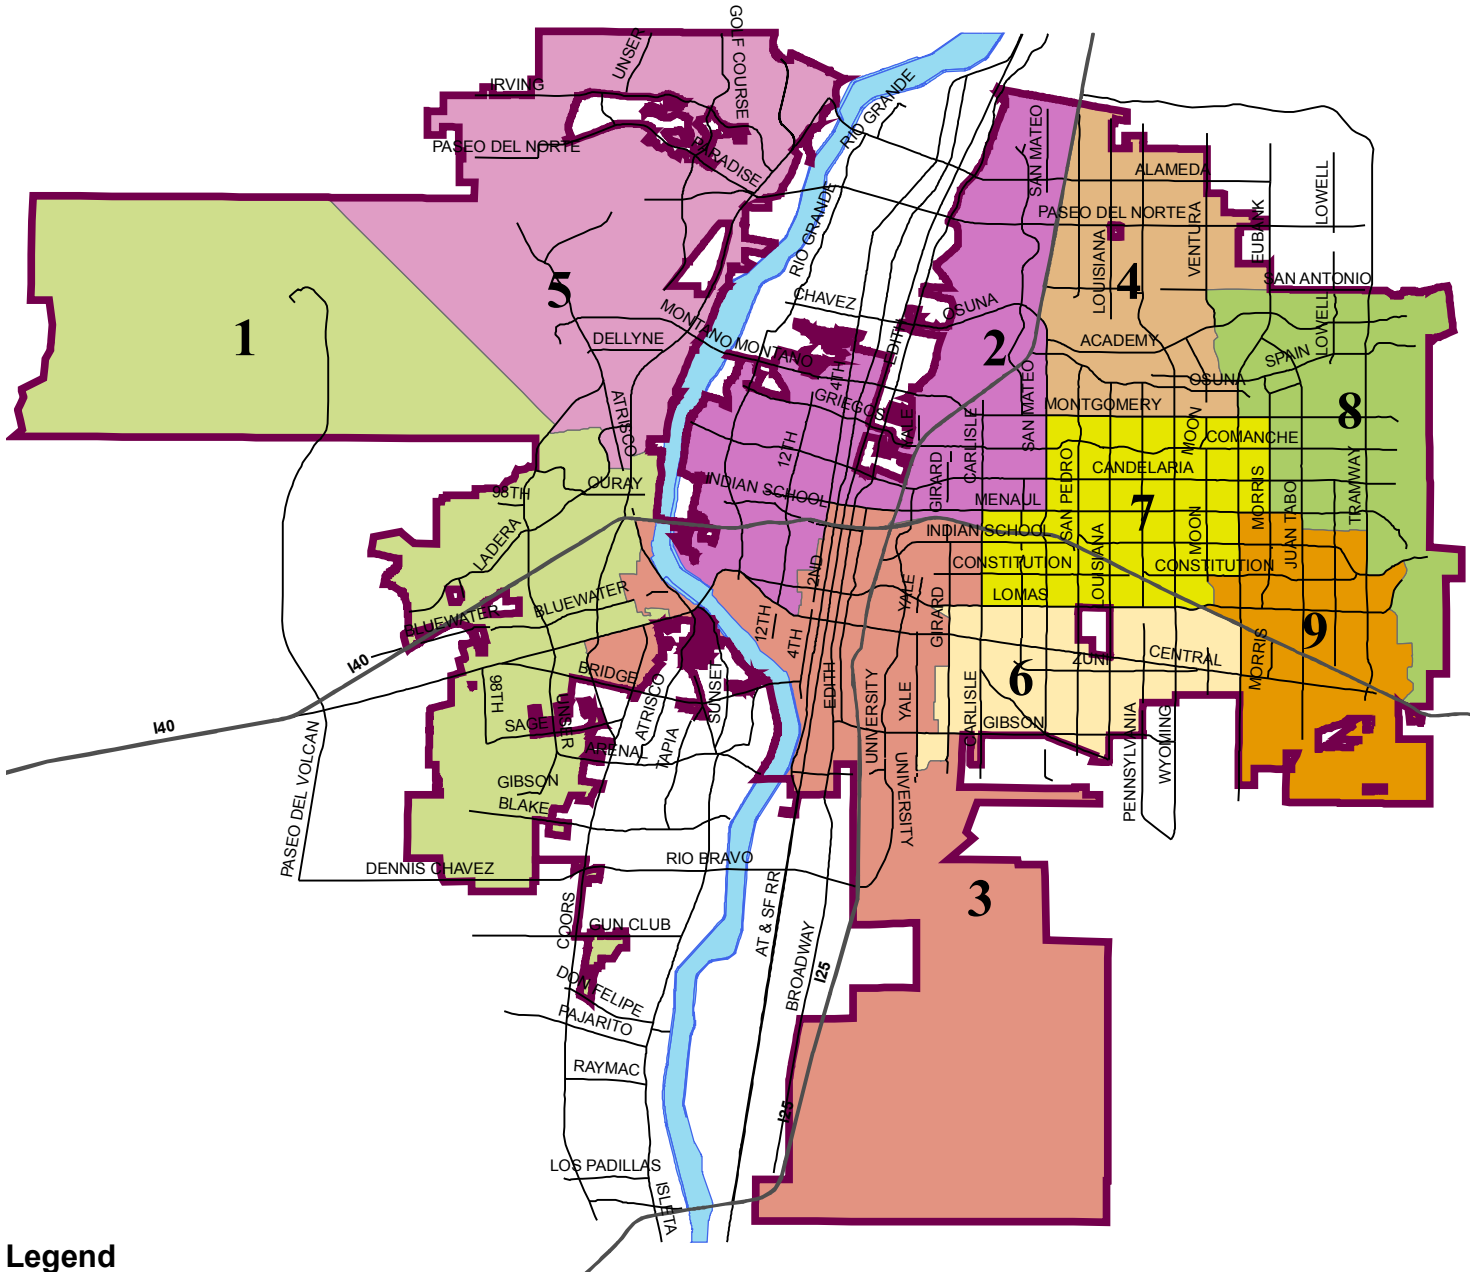 GOLF COURSE
UNSER
IRVING
RIO GRANDE
PASEO DEL NORTE
PARADISE
SAN MATEO
ALAMEDA
LOWELL
PASEO DEL NORTE
RIO GRANDE
LOUISIANA
VENTURA
EUBANK
SAN ANTONIO
5
4
CHAVEZ
OSUNA
MONTANO
MONTANO
EDITH
1
2
DELLYNE
ACADEMY
SPAIN
LOWELL
4TH
OSUNA
ATRISCO
GRIEGOS
SAN MATEO
MONTGOMERY
8
YALE
CARLISLE
MOON
COMANCHE
12TH
CANDELARIA
TRAMWAY
OURAY
98TH
INDIAN SCHOOL
GIRARD
MENAUL
SAN PEDRO
7
MORRIS
JUAN TABO
LADERA
INDIAN SCHOOL
LOUISIANA
MOON
CONSTITUTION
CONSTITUTION
2ND
YALE
LOMAS
BLUEWATER
BLUEWATER
12TH
4TH
GIRARD
9
I40
BRIDGE
ZUNI
CENTRAL
MORRIS
6
98TH
UNSER
ATRISCO
SUNSET
EDITH
UNIVERSITY
YALE
CARLISLE
SAGE
GIBSON
I40
PASEO DEL VOLCAN
ARENAL
TAPIA
PENNSYLVANIA
WYOMING
GIBSON
BLAKE
UNIVERSITY
RIO BRAVO
DENNIS CHAVEZ
3
COORS
GUN CLUB
AT & SF RR
BROADWAY
I25
DON FELIPE
PAJARITO
RAYMAC
I25
LOS PADILLAS
ISLETA
Legend